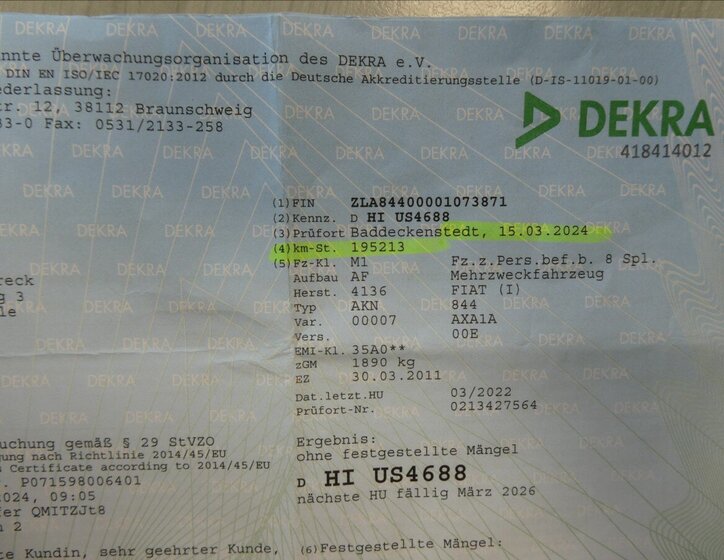 nnte Überwachungsorganisation des DEKRA e.V.
DIN EN ISO/IEC 17020:2012 durch die Deutsche Akkreditierungsstelle (D-IS-11019-01-00)
ederlassung:
tr. 12, 38112 Braunschweig
33-0 Fax: 0531/2133-258
DEKRA
418414012
(1) FIN ZLA84400001073871
(2) Kennz. D HI US4688
(3) Prüfort Baddeckenstedt, 15.03.2024
(4) km-St. 195213
(5) Fz-Kl. M1 Fz.z.Pers.bef.b. 8 Spl.
Aufbau AF Mehrzweckfahrzeug
Herst. 4136 FIAT (I)
Typ AKN 844
Var. 00007 AXA1A
Vers. 00E
EMI-Kl. 35A0**
zGM 1890 kg
EZ 30.03.2011
Dat.letzt.HU 03/2022
Prüfort-Nr. 0213427564
reck
g 3
le
uchung gemäß § 29 StVZO
gung nach Richtlinie 2014/45/EU
s Certificate according to 2014/45/EU
. P071598006401
2024, 09:05
fer QMITZJt8
n 2
te Kundin, sehr geehrter Kunde,
Ergebnis:
ohne festgestellte Mängel
D HI US4688
nächste HU fällig März 2026
(6) Festgestellte Mängel: